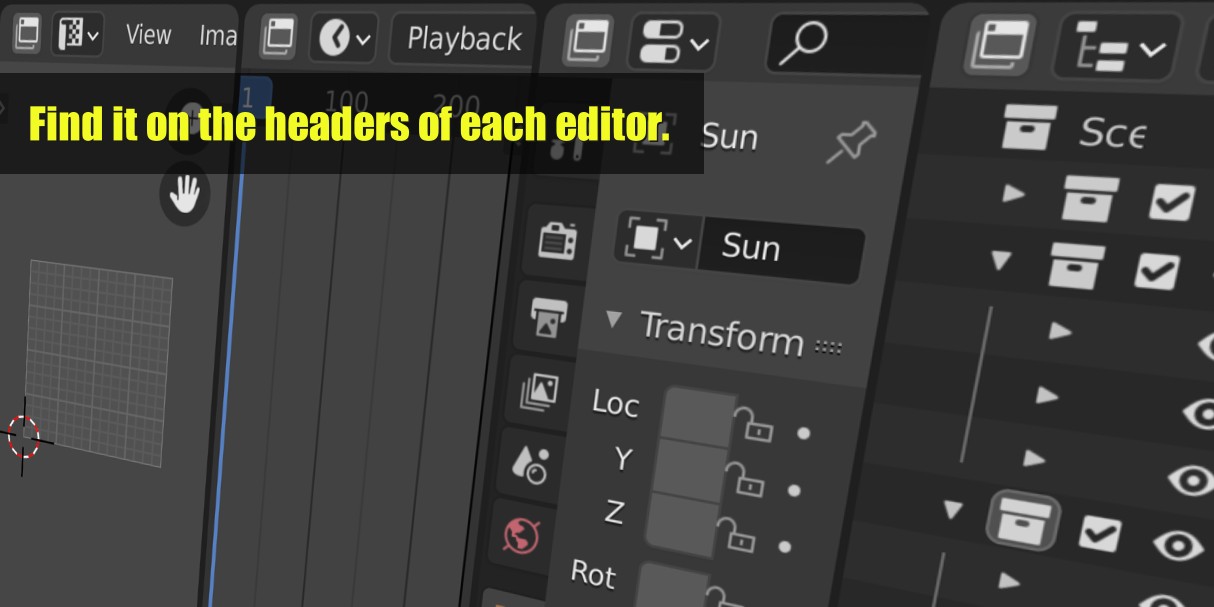 View Ima
Playback
Find it on the headers of each editor.
1 100 200
Sun
Sce
Sun
Transform
Loc
Y
Z
Rot